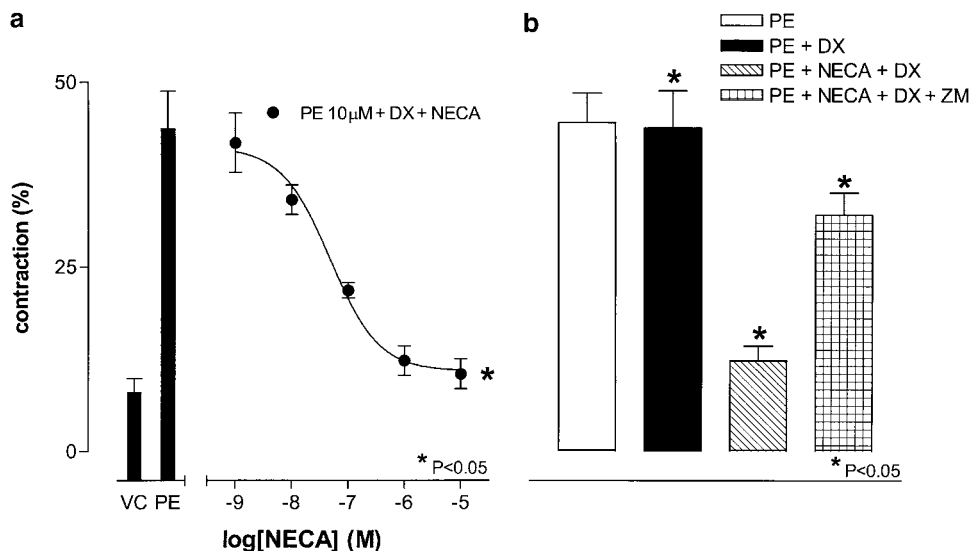 a
50
25
0
contraction (%)
PE 10μM + DX + NECA
*
* P<0.05
VC PE
-9 -8 -7 -6 -5
log[NECA] (M)
b
PE
PE + DX
PE + NECA + DX
PE + NECA + DX + ZM
*
*
*
* P<0.05